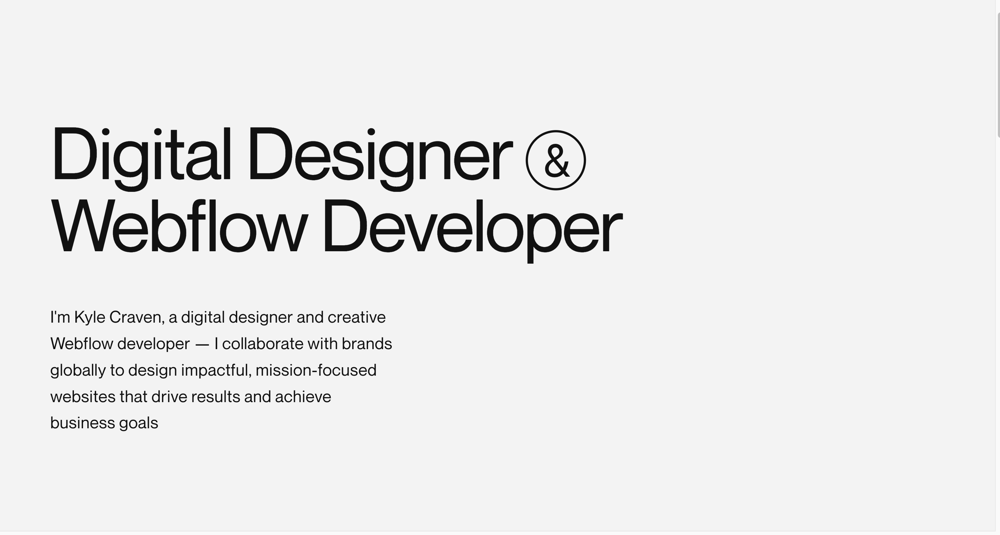 Digital Designer &
Webflow Developer
I'm Kyle Craven, a digital designer and creative
Webflow developer — I collaborate with brands
globally to design impactful, mission-focused
websites that drive results and achieve
business goals